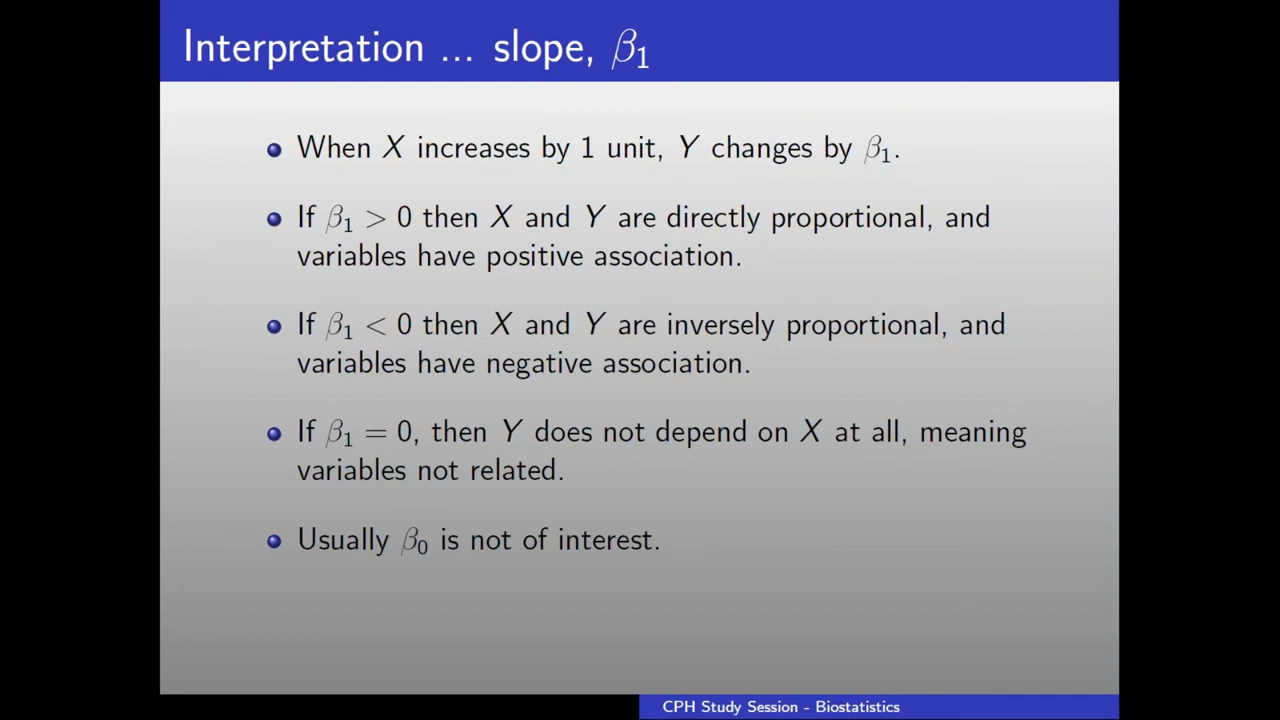 Interpretation ... slope, β₁
When X increases by 1 unit, Y changes by β₁.
If β₁ > 0 then X and Y are directly proportional, and
variables have positive association.
If β₁ < 0 then X and Y are inversely proportional, and
variables have negative association.
If β₁ = 0, then Y does not depend on X at all, meaning
variables not related.
Usually β₀ is not of interest.
CPH Study Session - Biostatistics